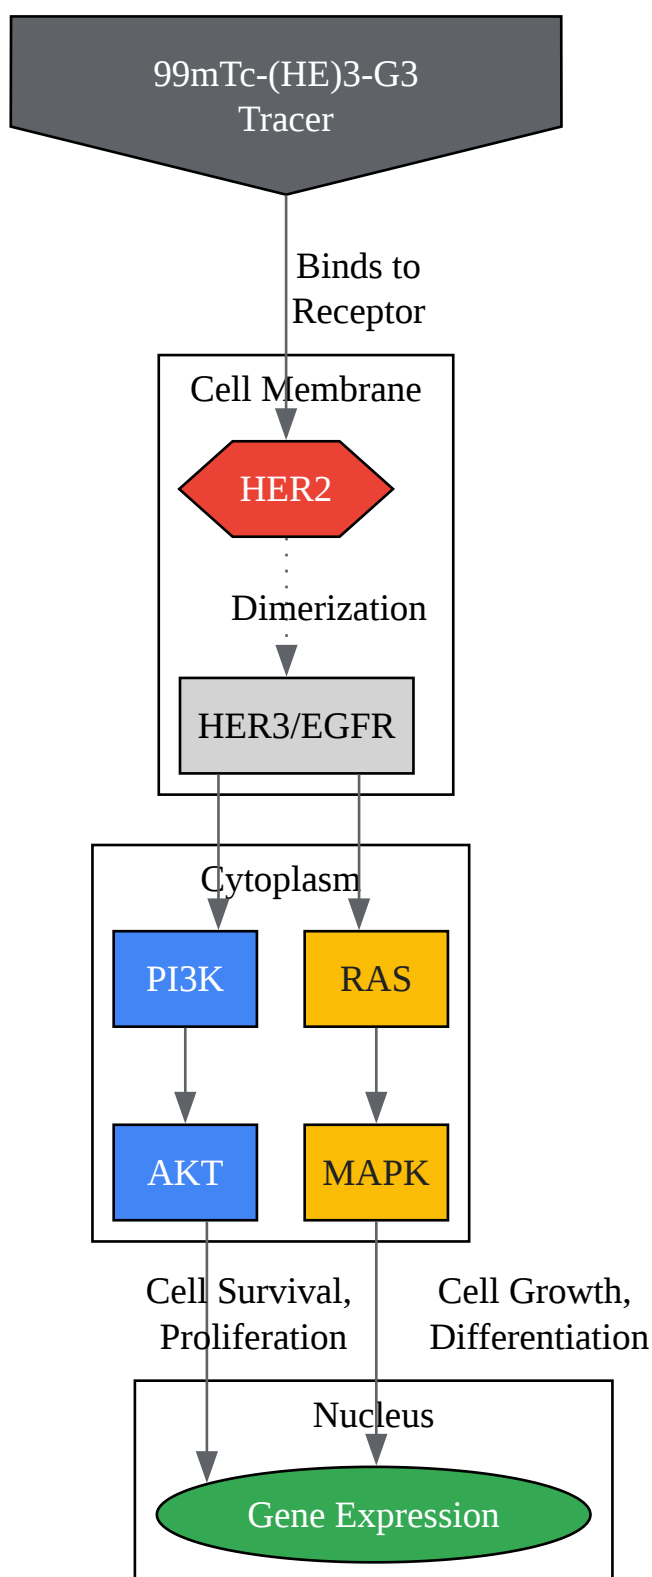 99mTc-(HE)3-G3
Tracer
Binds to
Receptor
Cell Membrane
HER2
Dimerization
HER3/EGFR
Cytoplasm
PI3K
RAS
AKT
MAPK
Cell Survival,
Proliferation
Cell Growth,
Differentiation
Nucleus
Gene Expression